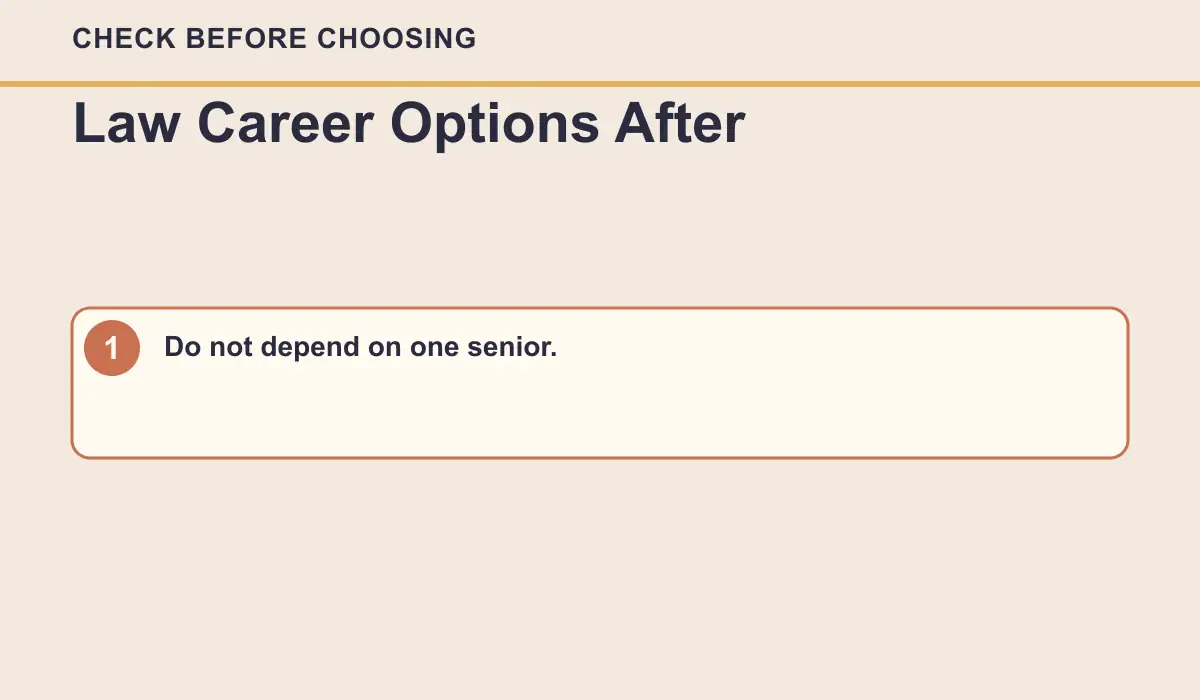 CHECK BEFORE CHOOSING
Law Career Options After
1 Do not depend on one senior.